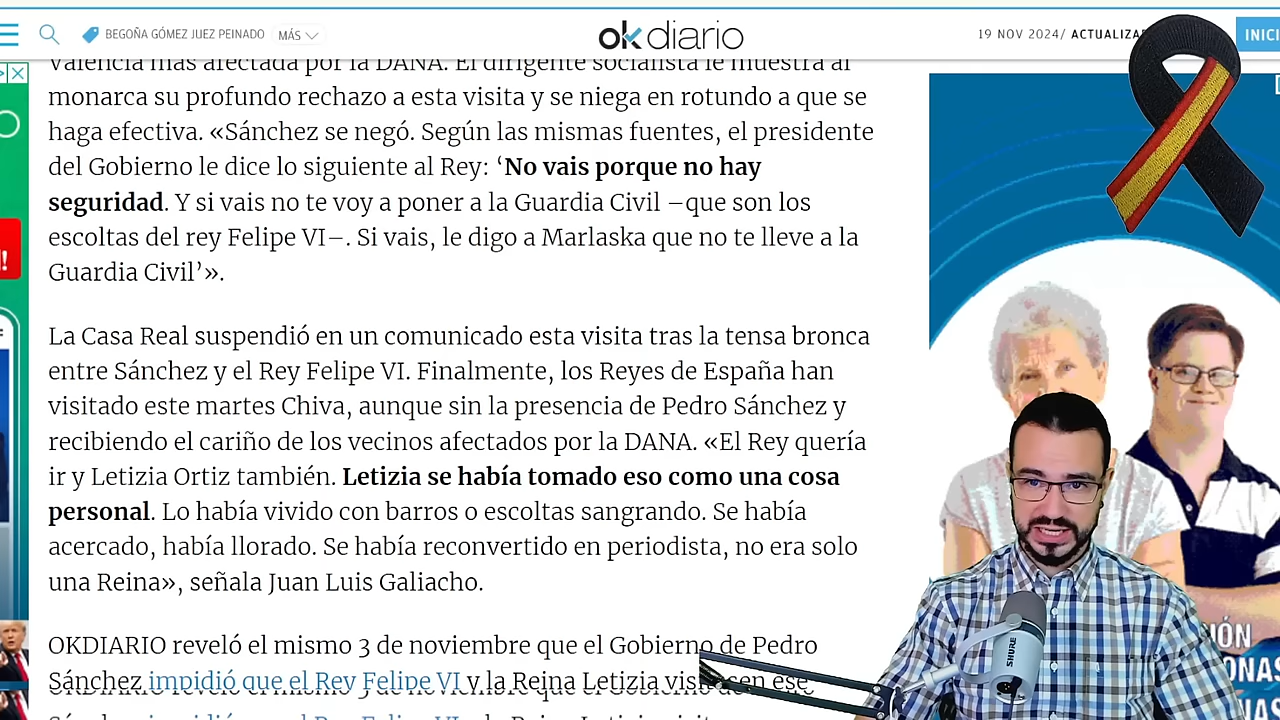 BEGOÑA GÓMEZ JUEZ PEINADO
MÁS
okdiario
19 NOV 2024/ ACTUALIZA
INICI
Valencia más afectada por la DANA. El dirigente socialista le muestra al
monarca su profundo rechazo a esta visita y se niega en rotundo a que se
haga efectiva. «Sánchez se negó. Según las mismas fuentes, el presidente
del Gobierno le dice lo siguiente al Rey: ‘No vais porque no hay
seguridad. Y si vais no te voy a poner a la Guardia Civil –que son los
escoltas del rey Felipe VI–. Si vais, le digo a Marlaska que no te lleve a la
Guardia Civil’».
La Casa Real suspendió en un comunicado esta visita tras la tensa bronca
entre Sánchez y el Rey Felipe VI. Finalmente, los Reyes de España han
visitado este martes Chiva, aunque sin la presencia de Pedro Sánchez y
recibiendo el cariño de los vecinos afectados por la DANA. «El Rey quería
ir y Letizia Ortiz también. Letizia se había tomado eso como una cosa
personal. Lo había vivido con barros o escoltas sangrando. Se había
acercado, había llorado. Se había reconvertido en periodista, no era solo
una Reina», señala Juan Luis Galiacho.
OKDIARIO reveló el mismo 3 de noviembre que el Gobierno de Pedro
Sánchez impidió que el Rey Felipe VI y la Reina Letizia visitasen ese
SHURE